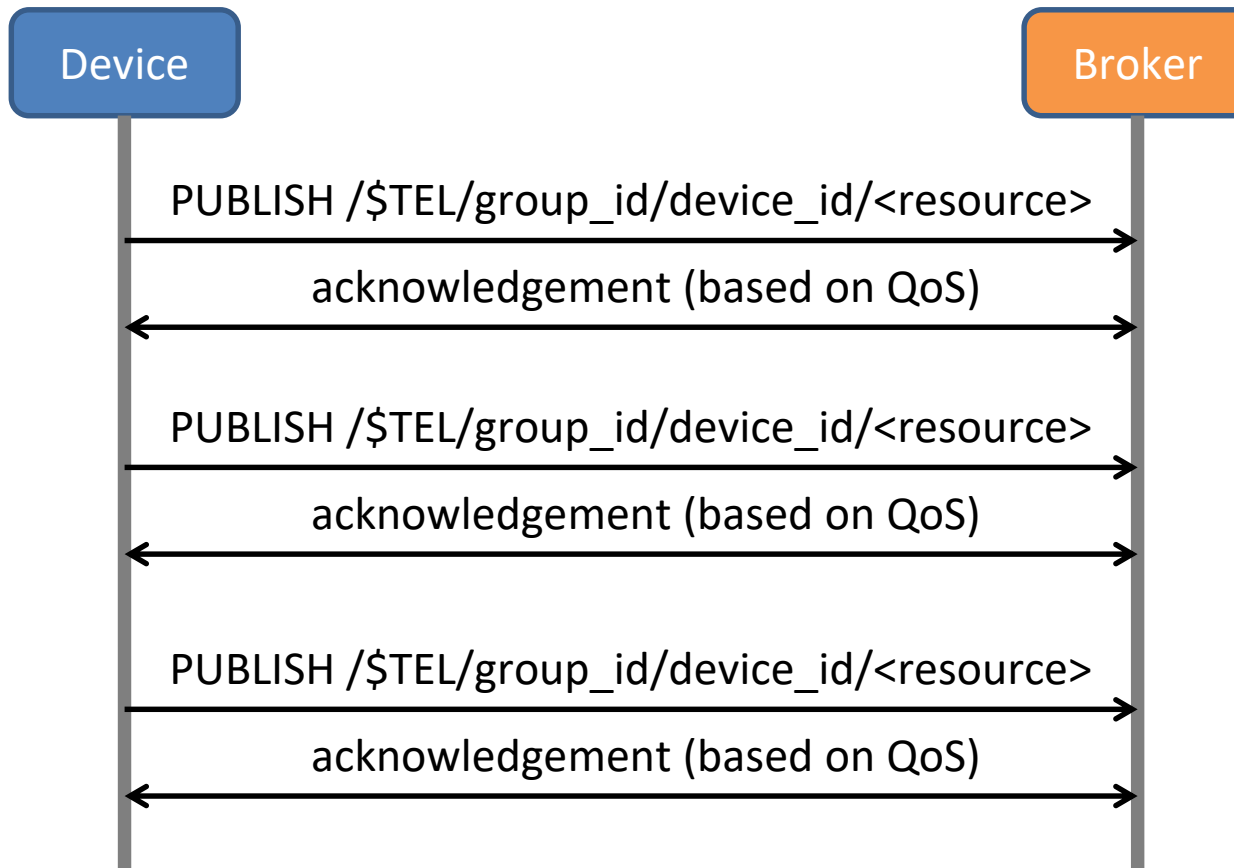 Device
Broker
PUBLISH /$TEL/group_id/device_id/<resource>
acknowledgement (based on QoS)
PUBLISH /$TEL/group_id/device_id/<resource>
acknowledgement (based on QoS)
PUBLISH /$TEL/group_id/device_id/<resource>
acknowledgement (based on QoS)